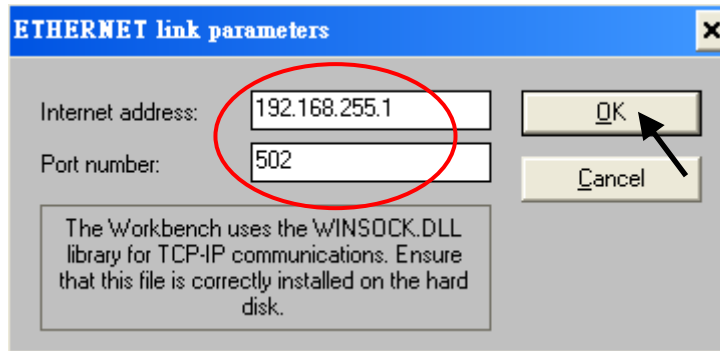 ETHERNET link parameters
Internet address: 192.168.255.1
OK
Port number: 502
Cancel
The Workbench uses the WINSOCK.DLL
library for TCP-IP communications. Ensure
that this file is correctly installed on the hard
disk.